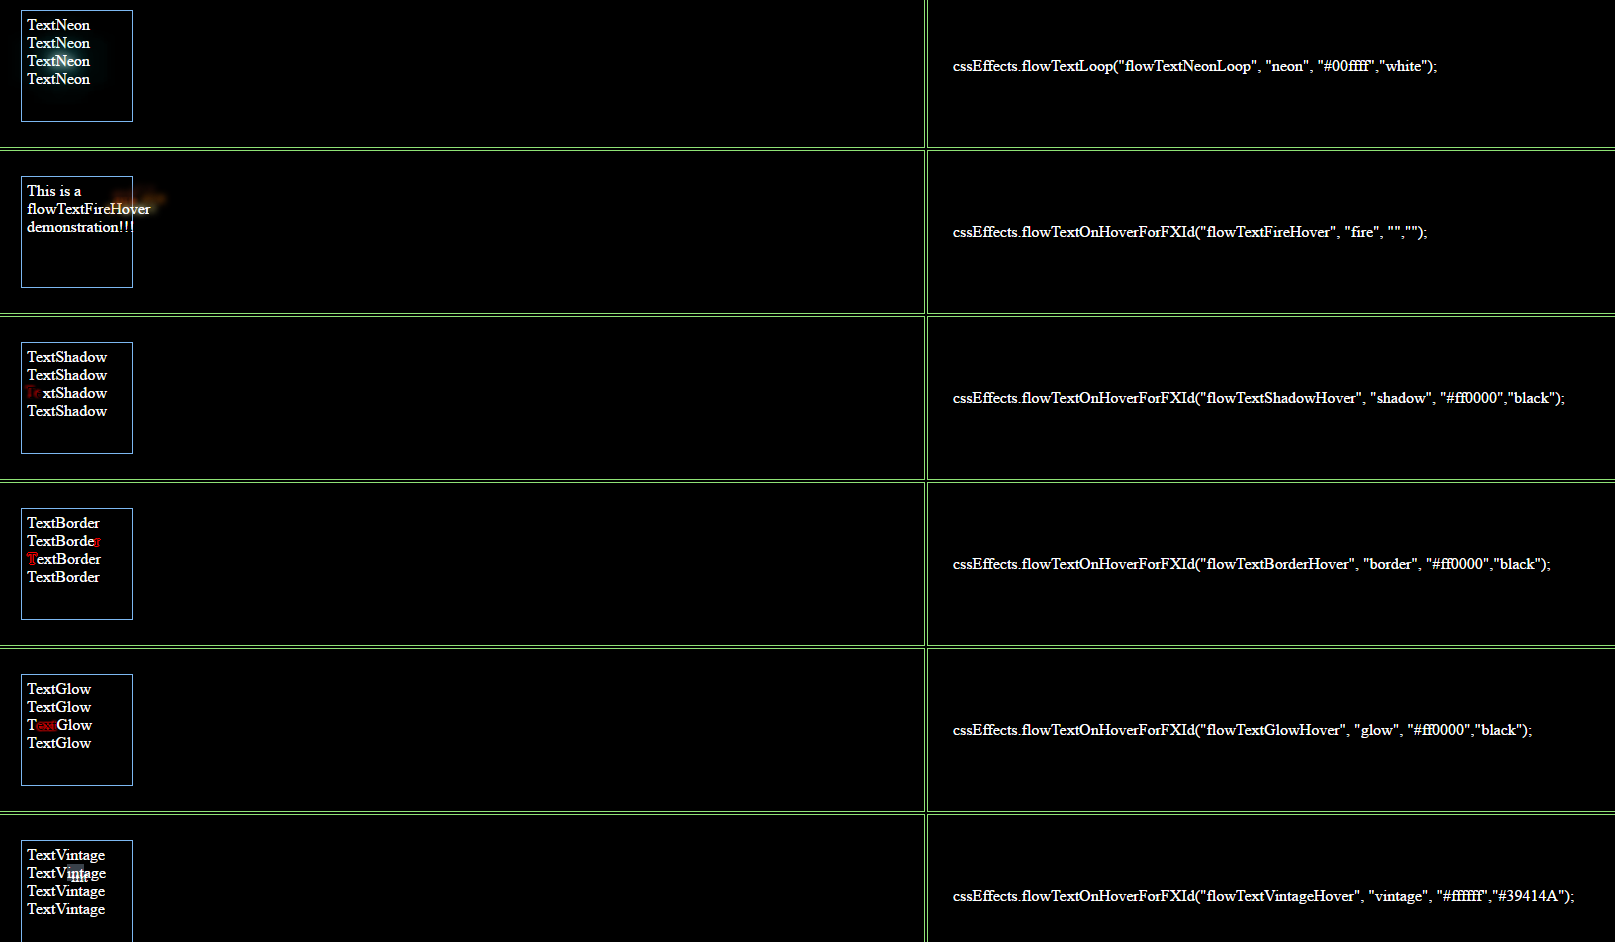 TextNeon
TextNeon
TextNeon
TextNeon
cssEffects.flowTextLoop("flowTextNeonLoop", "neon", "#00ffff","white");
This is a
flowTextFireHover
demonstration!!!
cssEffects.flowTextOnHoverForFXId("flowTextFireHover", "fire", "","");
TextShadow
TextShadow
TextShadow
TextShadow
cssEffects.flowTextOnHoverForFXId("flowTextShadowHover", "shadow", "#ff0000","black");
TextBorder
TextBorder
TextBorder
TextBorder
cssEffects.flowTextOnHoverForFXId("flowTextBorderHover", "border", "#ff0000","black");
TextGlow
TextGlow
TextGlow
TextGlow
cssEffects.flowTextOnHoverForFXId("flowTextGlowHover", "glow", "#ff0000","black");
TextVintage
TextVintage
TextVintage
TextVintage
cssEffects.flowTextOnHoverForFXId("flowTextVintageHover", "vintage", "#ffffff","#39414A");